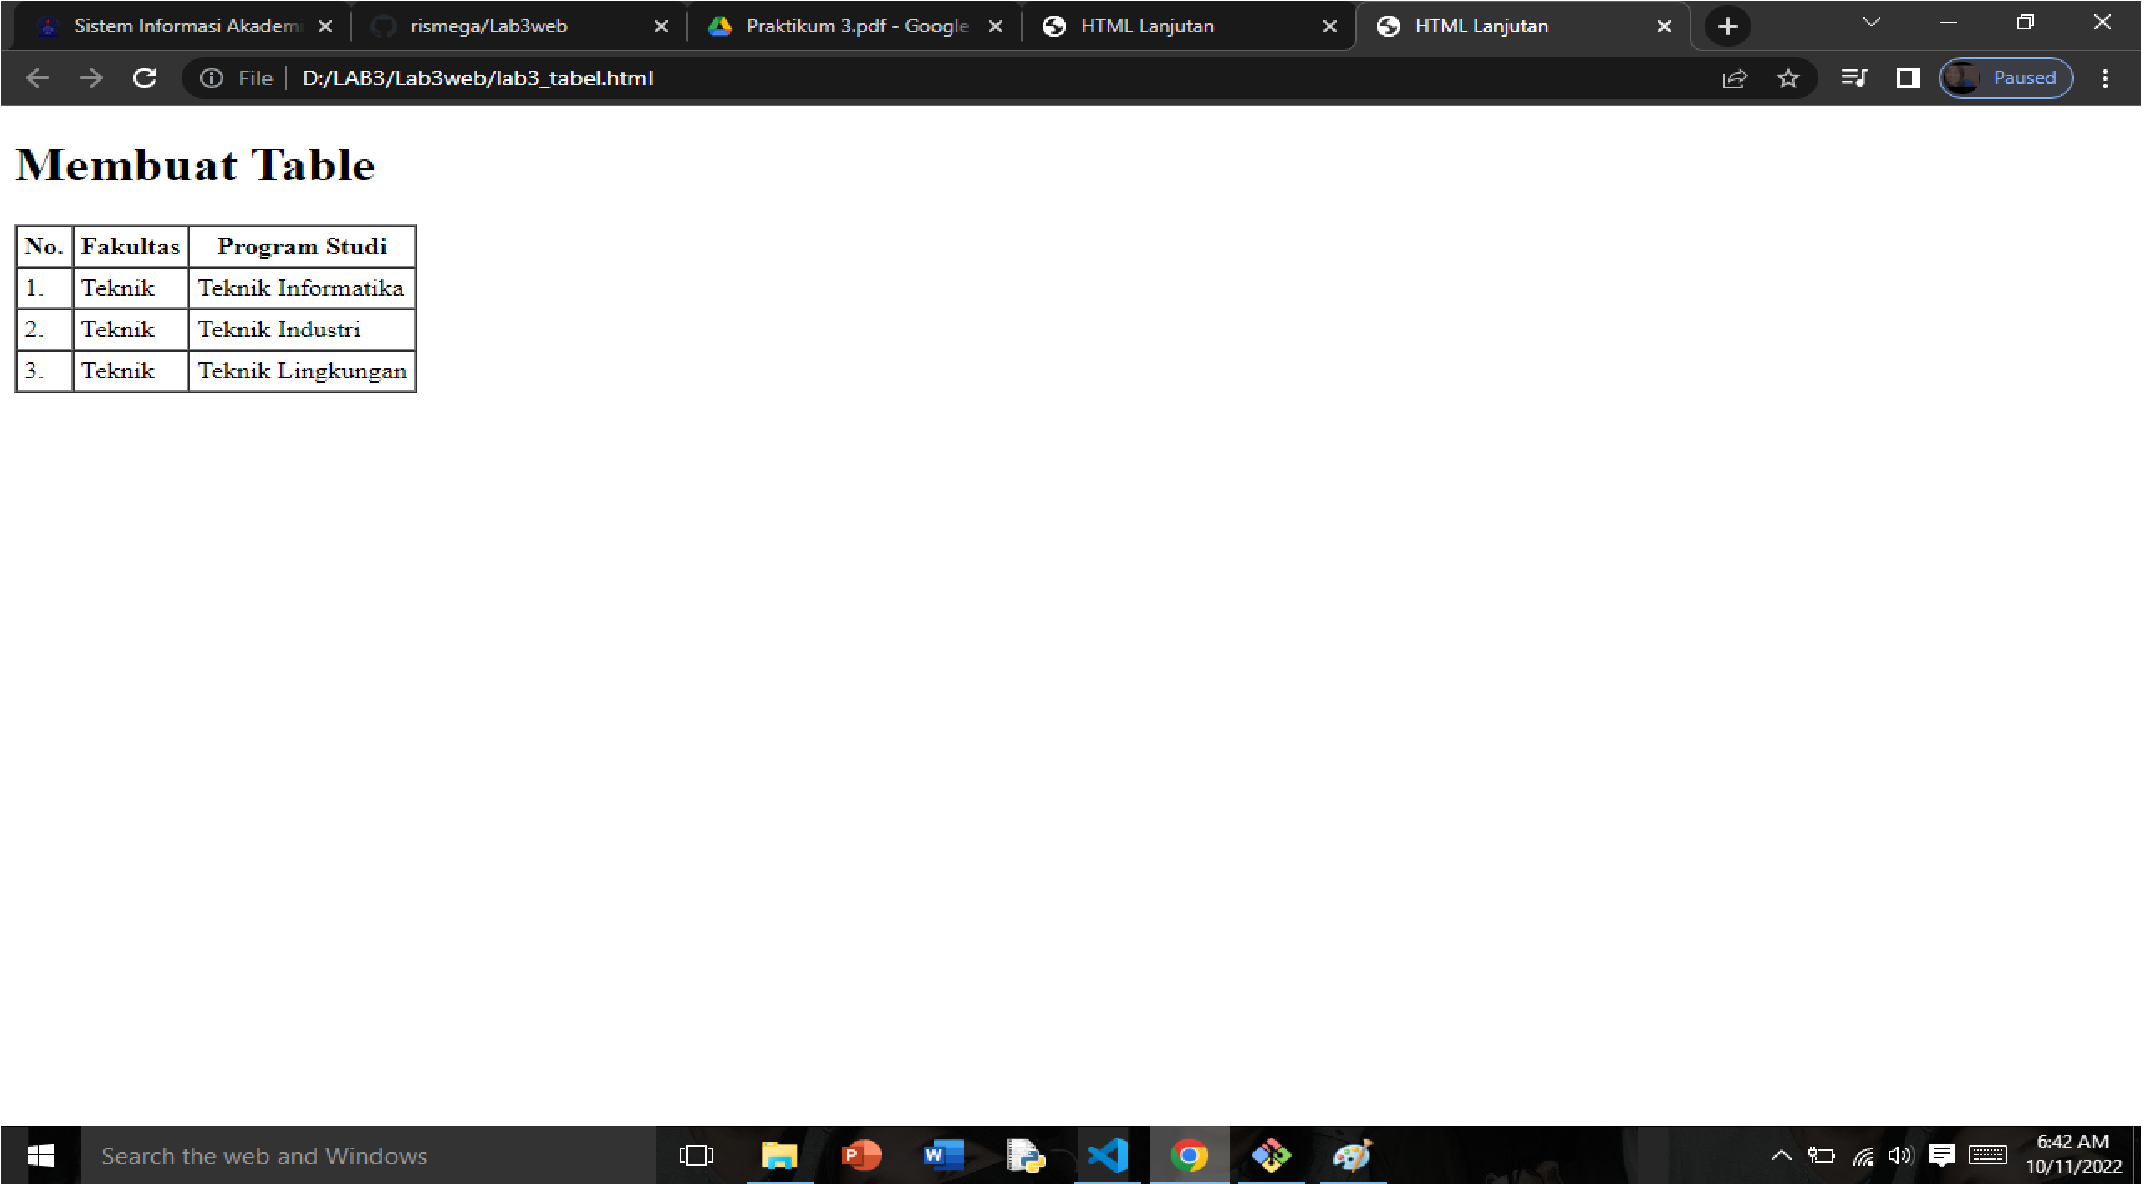 Sistem Informasi Akadem
rismega/Lab3web
Praktikum 3.pdf - Google
HTML Lanjutan
HTML Lanjutan
File
D:/LAB3/Lab3web/lab3_tabel.html
Paused
Membuat Table
No. Fakultas Program Studi
1. Teknik Teknik Informatika
2. Teknik Teknik Industri
3. Teknik Teknik Lingkungan
Search the web and Windows
6:42 AM
10/11/2022